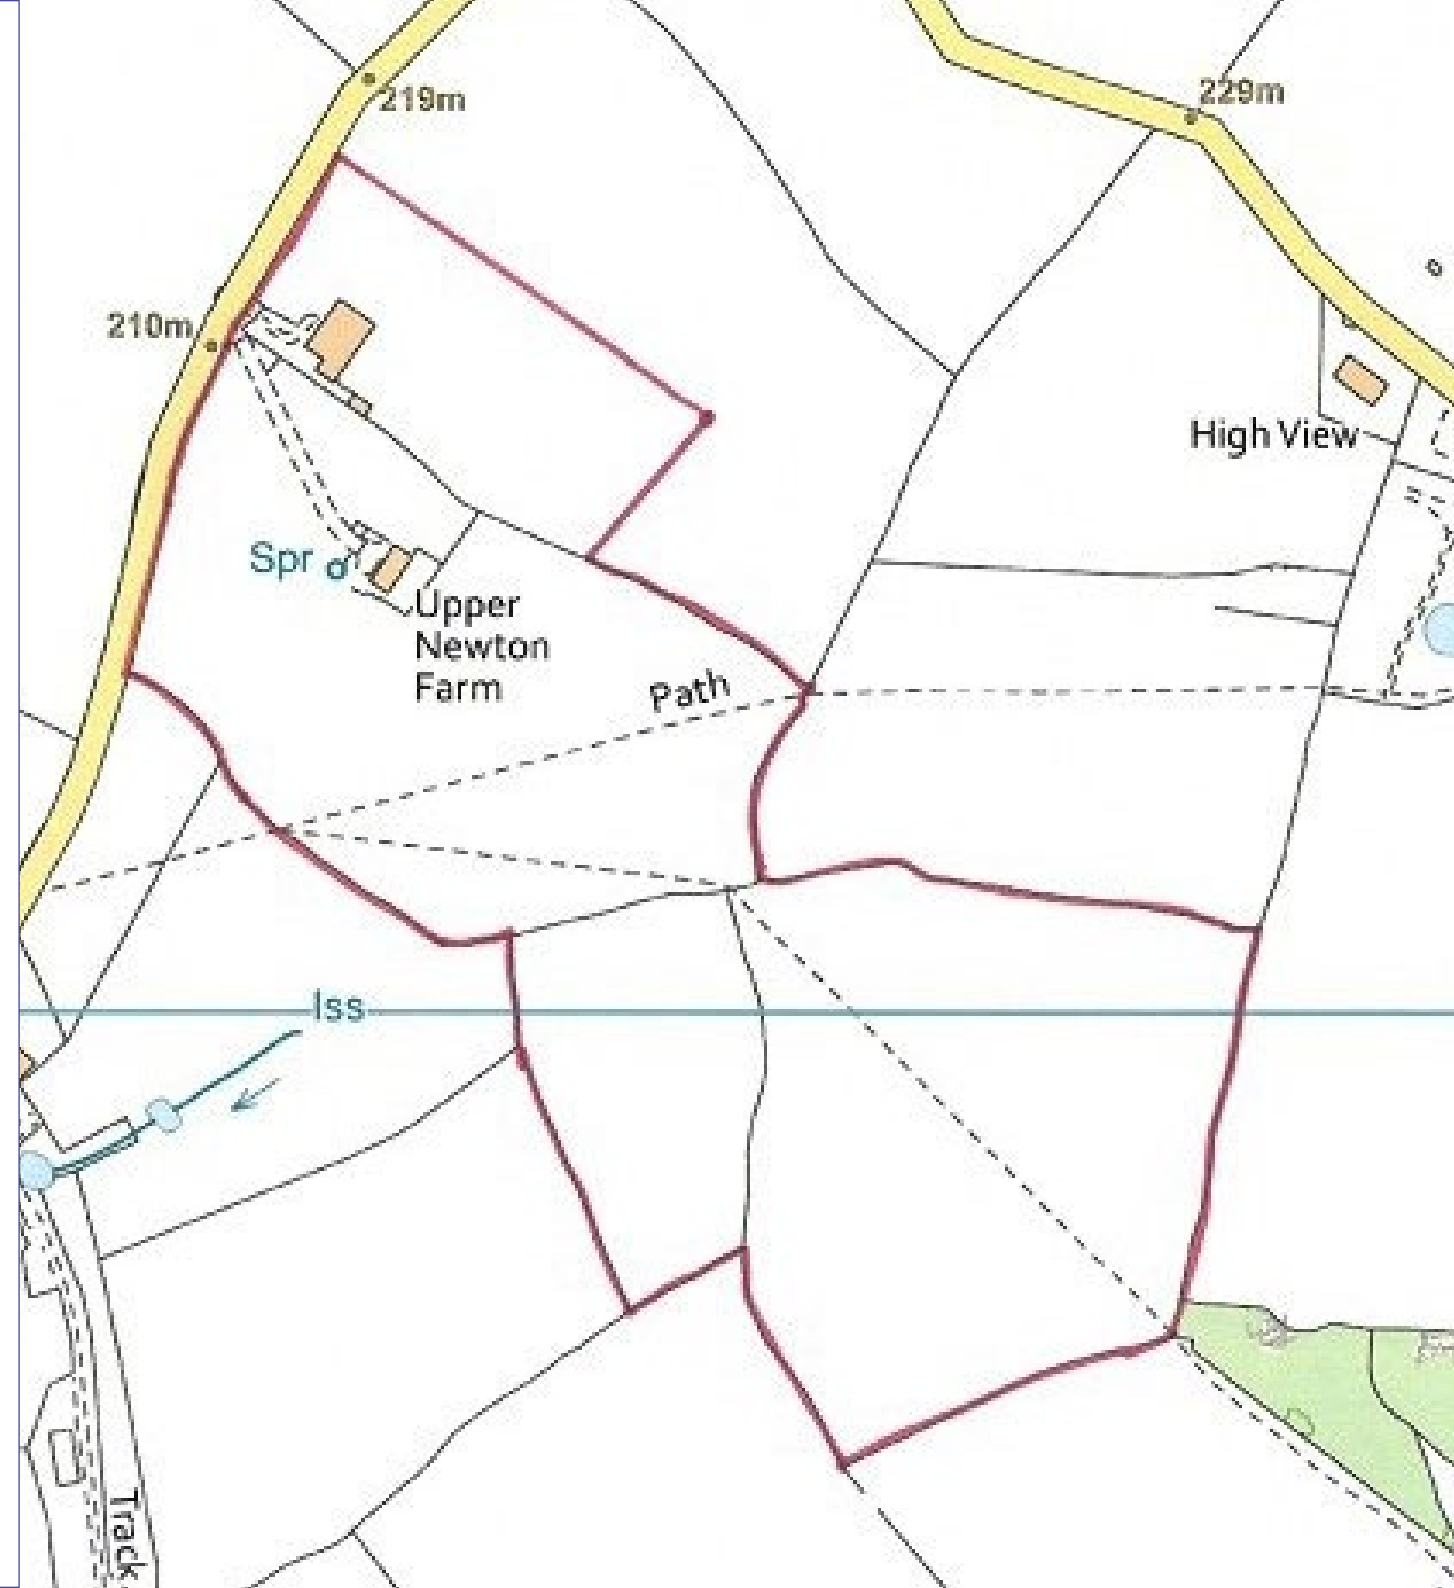 219m
229m
210m
High View
Spr
Upper
Newton
Farm
Path
Iss
Track